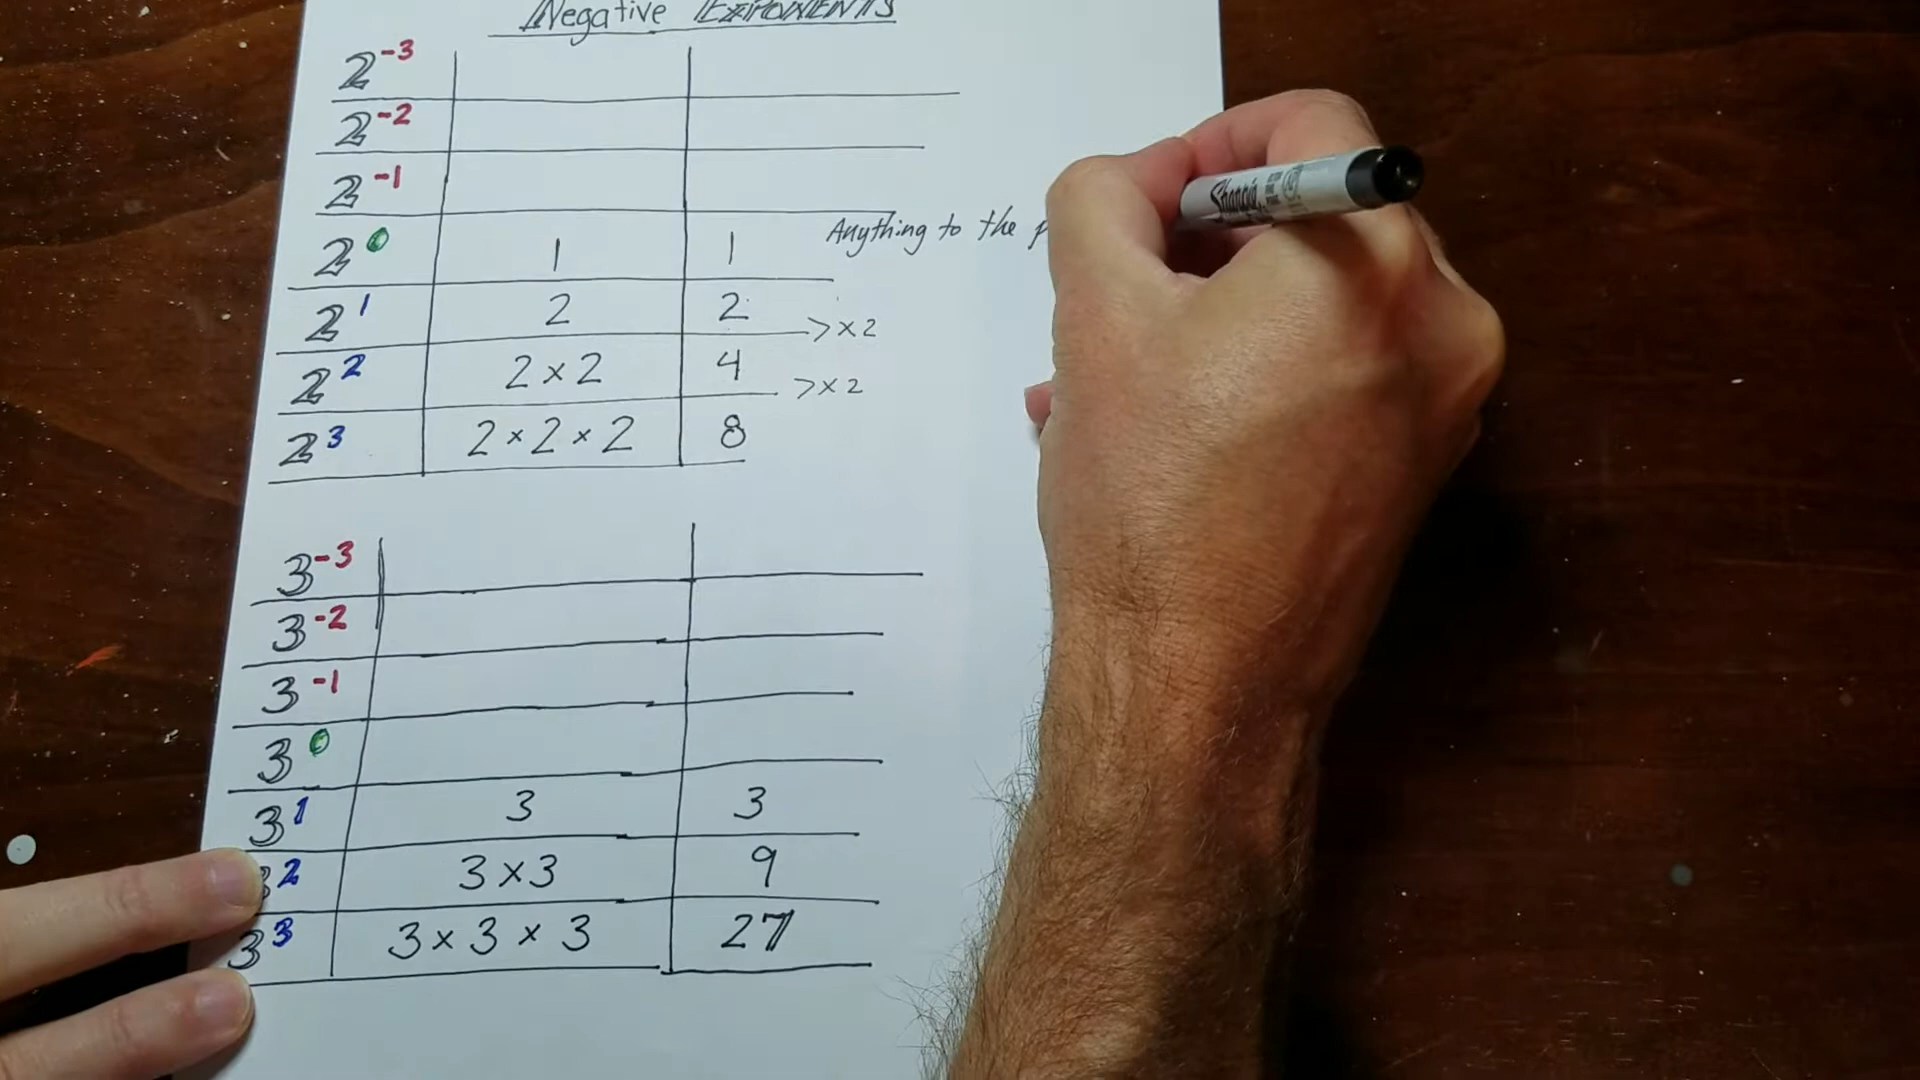 Negative EXPONENTS
2^-3
2^-2
2^-1
2^0 1 1 Anything to the
2^1 2 2 >×2
2^2 2×2 4 >×2
2^3 2×2×2 8
3^-3
3^-2
3^-1
3^0
3^1 3 3
2 3×3 9
3^3 3×3×3 27
Sharpie